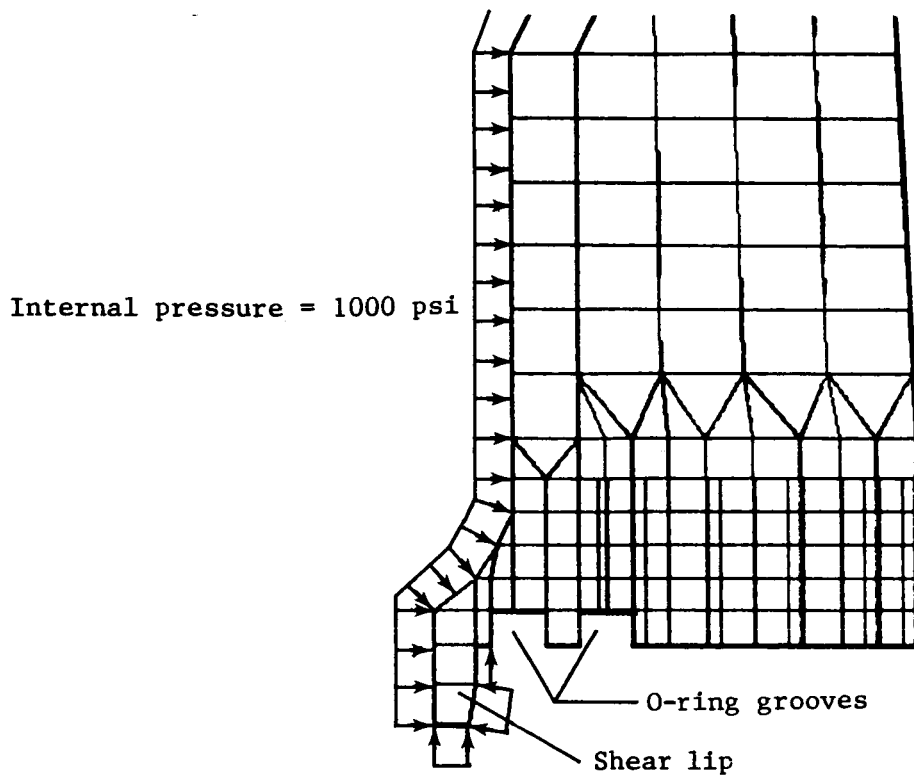 Internal pressure = 1000 psi
O-ring grooves
Shear lip